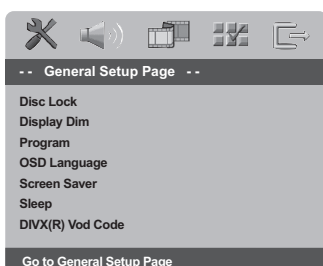 - - General Setup Page - -
Disc Lock
Display Dim
Program
OSD Language
Screen Saver
Sleep
DIVX(R) Vod Code
Go to General Setup Page